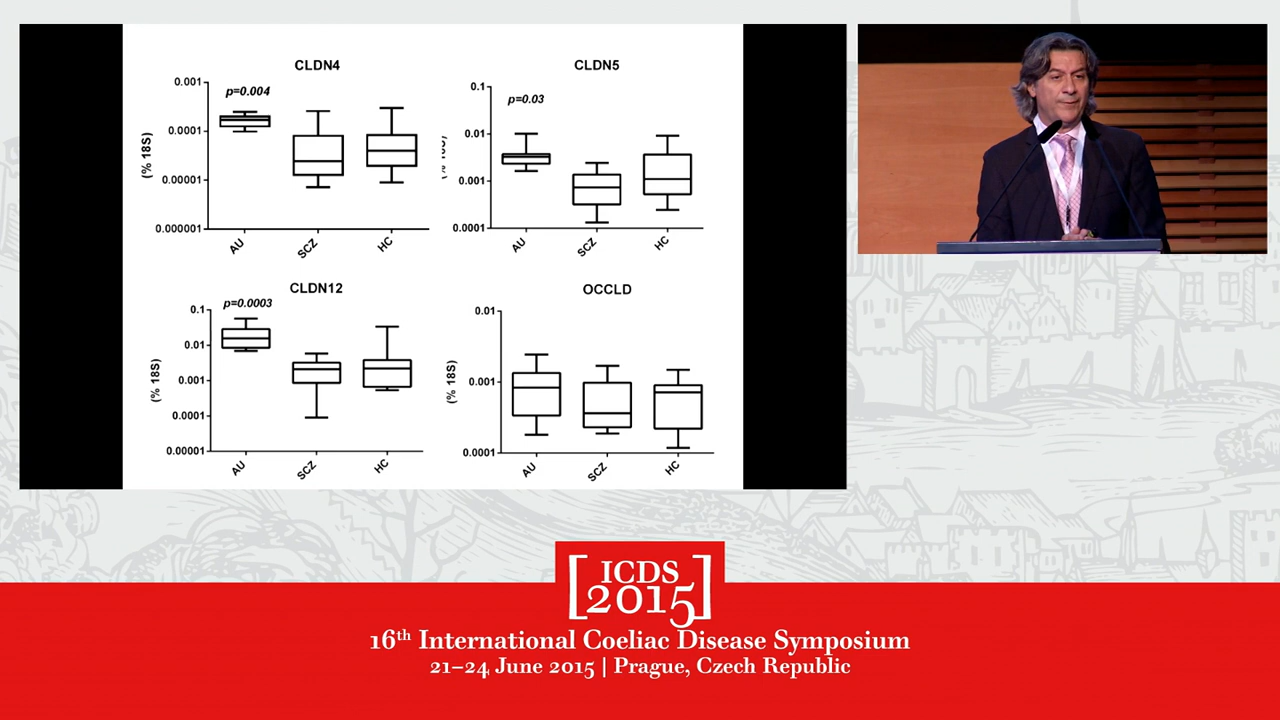 CLDN4
0.001
p=0.004
0.0001
(% 18S)
0.00001
0.000001
AU
SCZ
HC
CLDN5
0.1
p=0.03
0.01
0.001
0.0001
AU
SCZ
HC
CLDN12
0.1
p=0.0003
0.01
(% 18S)
0.001
0.0001
0.00001
AU
SCZ
HC
OCCLD
0.01
(% 18S)
0.001
0.0001
AU
SCZ
HC
[ICDS
2015]
16th International Coeliac Disease Symposium
21–24 June 2015 | Prague, Czech Republic